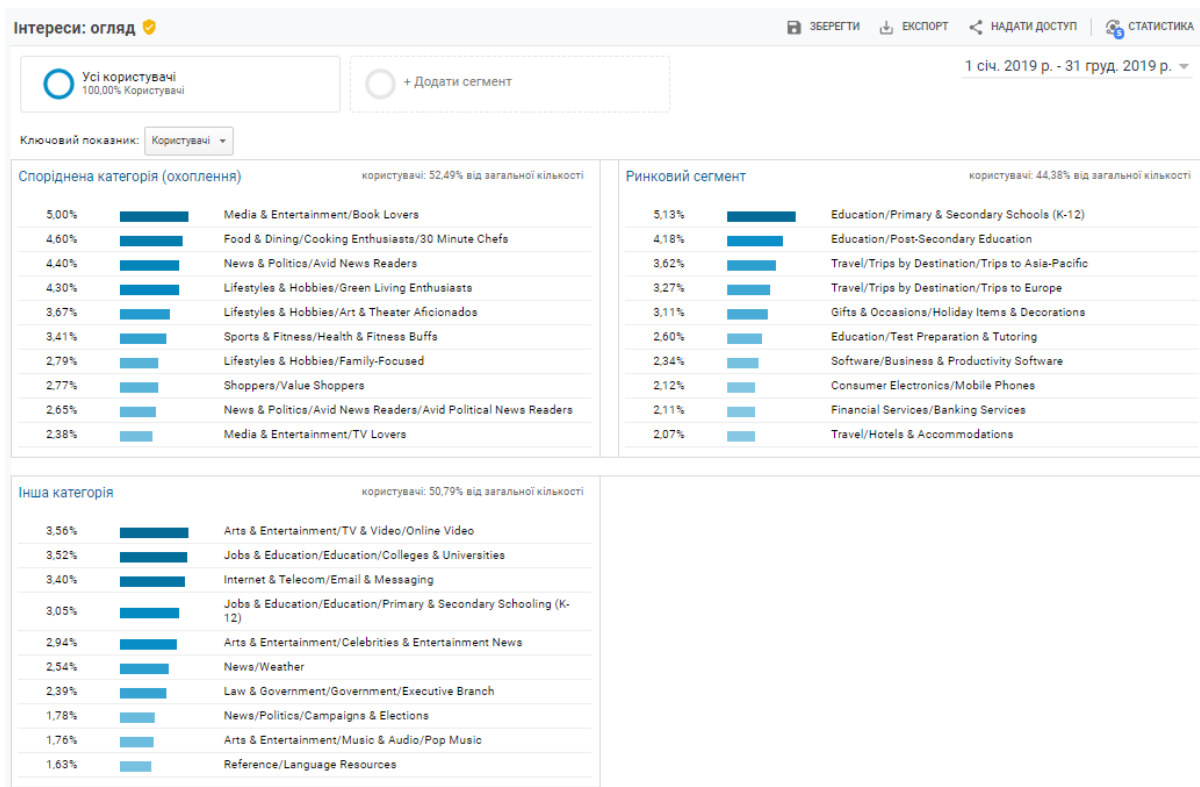 Інтереси: огляд
ЗБЕРЕГТИ ЕКСПОРТ НАДАТИ ДОСТУП СТАТИСТИКА
5
Усі користувачі
100,00% Користувачі
+ Додати сегмент
1 січ. 2019 р. - 31 груд. 2019 р.
Ключовий показник: Користувачі
Споріднена категорія (охоплення) користувачі: 52,49% від загальної кількості
5,00% Media & Entertainment/Book Lovers
4,60% Food & Dining/Cooking Enthusiasts/30 Minute Chefs
4,40% News & Politics/Avid News Readers
4,30% Lifestyles & Hobbies/Green Living Enthusiasts
3,67% Lifestyles & Hobbies/Art & Theater Aficionados
3,41% Sports & Fitness/Health & Fitness Buffs
2,79% Lifestyles & Hobbies/Family-Focused
2,77% Shoppers/Value Shoppers
2,65% News & Politics/Avid News Readers/Avid Political News Readers
2,38% Media & Entertainment/TV Lovers
Ринковий сегмент користувачі: 44,38% від загальної кількості
5,13% Education/Primary & Secondary Schools (K-12)
4,18% Education/Post-Secondary Education
3,62% Travel/Trips by Destination/Trips to Asia-Pacific
3,27% Travel/Trips by Destination/Trips to Europe
3,11% Gifts & Occasions/Holiday Items & Decorations
2,60% Education/Test Preparation & Tutoring
2,34% Software/Business & Productivity Software
2,12% Consumer Electronics/Mobile Phones
2,11% Financial Services/Banking Services
2,07% Travel/Hotels & Accommodations
Інша категорія користувачі: 50,79% від загальної кількості
3,56% Arts & Entertainment/TV & Video/Online Video
3,52% Jobs & Education/Education/Colleges & Universities
3,40% Internet & Telecom/Email & Messaging
3,05% Jobs & Education/Education/Primary & Secondary Schooling (K-
12)
2,94% Arts & Entertainment/Celebrities & Entertainment News
2,54% News/Weather
2,39% Law & Government/Government/Executive Branch
1,78% News/Politics/Campaigns & Elections
1,76% Arts & Entertainment/Music & Audio/Pop Music
1,63% Reference/Language Resources